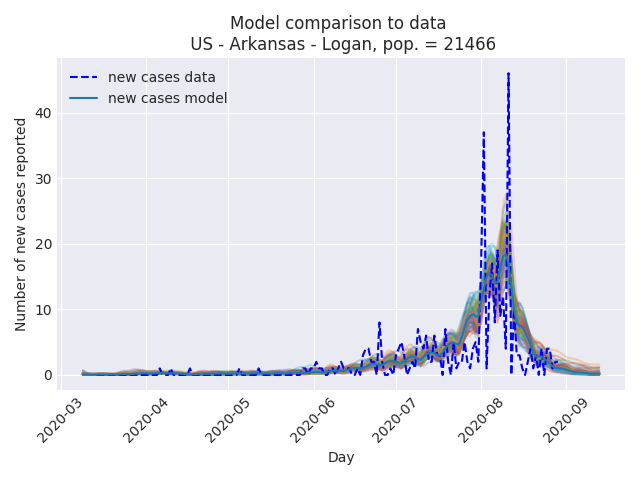 Model comparison to data
US - Arkansas - Logan, pop. = 21466
new cases data
new cases model
Number of new cases reported
40
30
20
10
0
2020-03
2020-04
2020-05
2020-06
2020-07
2020-08
2020-09
Day